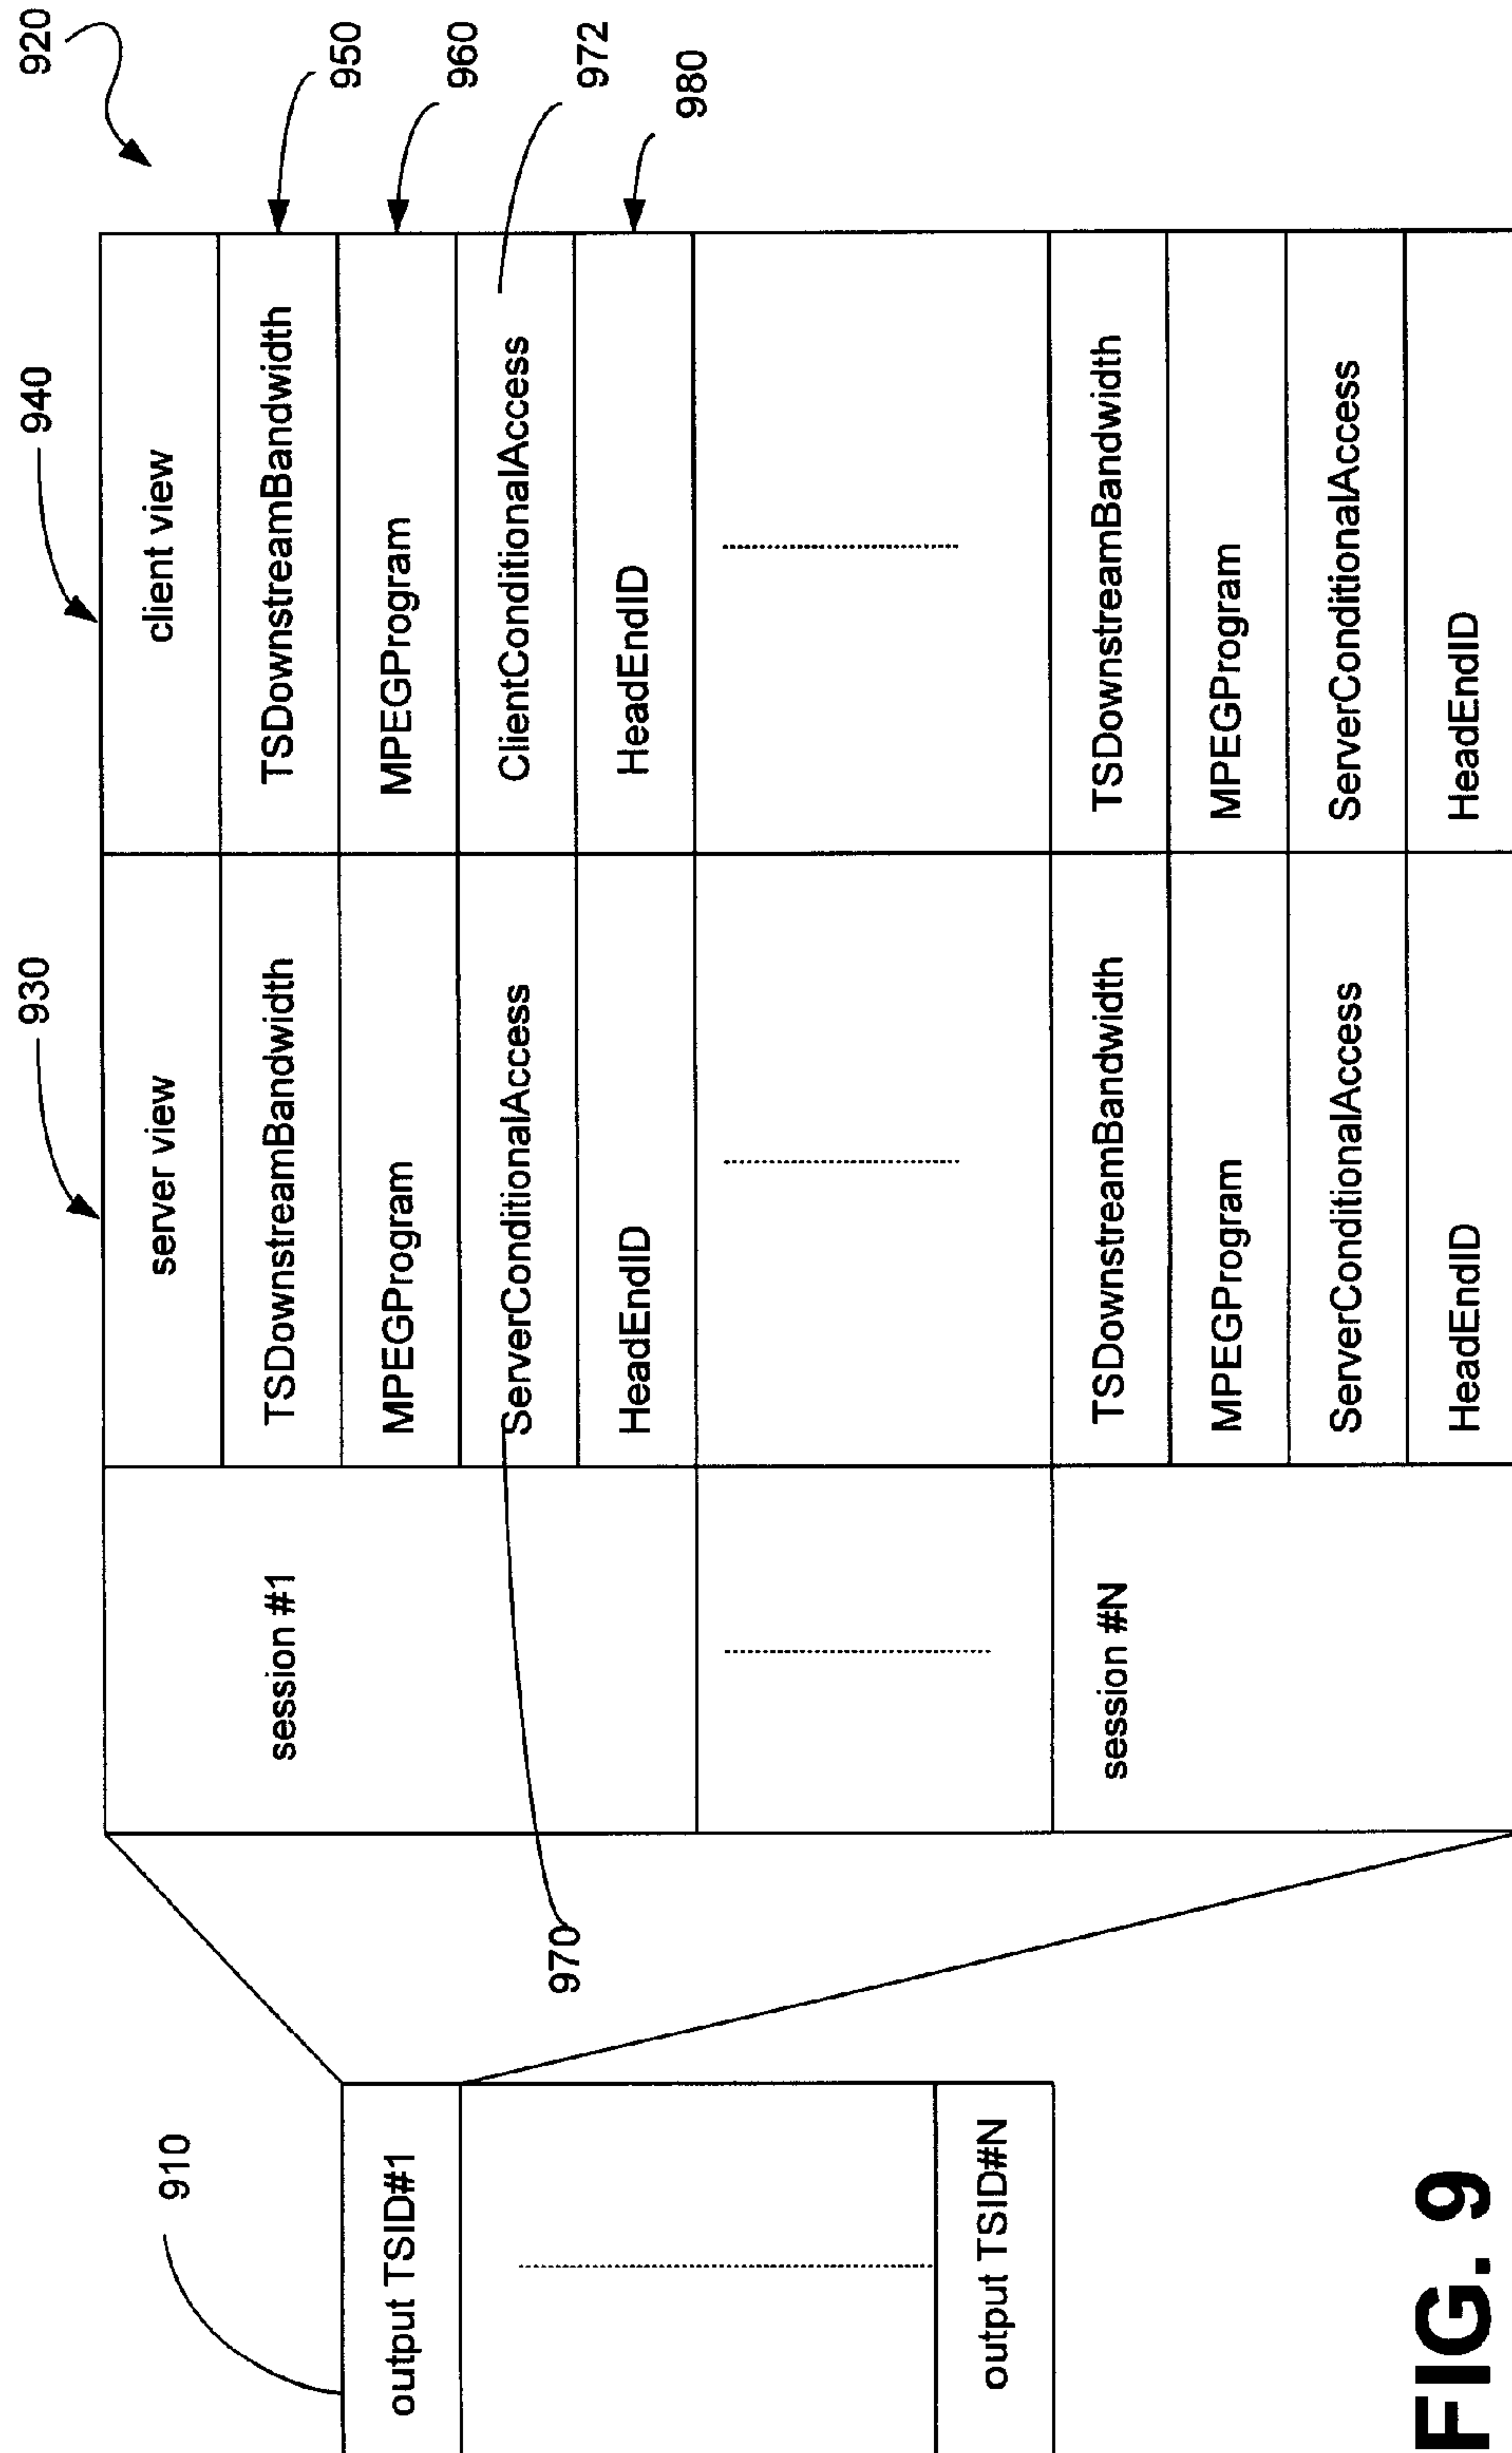 920
930
940
950
960
972
980
server view
client view
session #1
TSDownstreamBandwidth
TSDownstreamBandwidth
MPEGProgram
MPEGProgram
ServerConditionalAccess
ClientConditionalAccess
HeadEndID
HeadEndID
session #N
TSDownstreamBandwidth
TSDownstreamBandwidth
MPEGProgram
MPEGProgram
ServerConditionalAccess
ServerConditionalAccess
HeadEndID
HeadEndID
970
910
output TSID#1
output TSID#N
FIG. 9